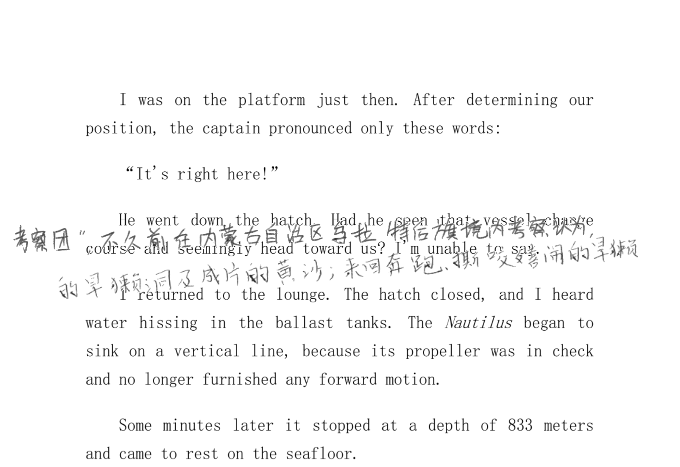 I was on the platform just then. After determining our
position, the captain pronounced only these words:
“It's right here!”
He went down the hatch. Had he seen that vessel change
考察团”不久前在内蒙古自治区乌拉特后旗境内考察
course and seemingly head toward us? I'm unable to say.
的旱獭洞及成片的黄沙;来回奔跑、撕咬嬉闹的旱獭
I returned to the lounge. The hatch closed, and I heard
water hissing in the ballast tanks. The Nautilus began to
sink on a vertical line, because its propeller was in check
and no longer furnished any forward motion.
Some minutes later it stopped at a depth of 833 meters
and came to rest on the seafloor.